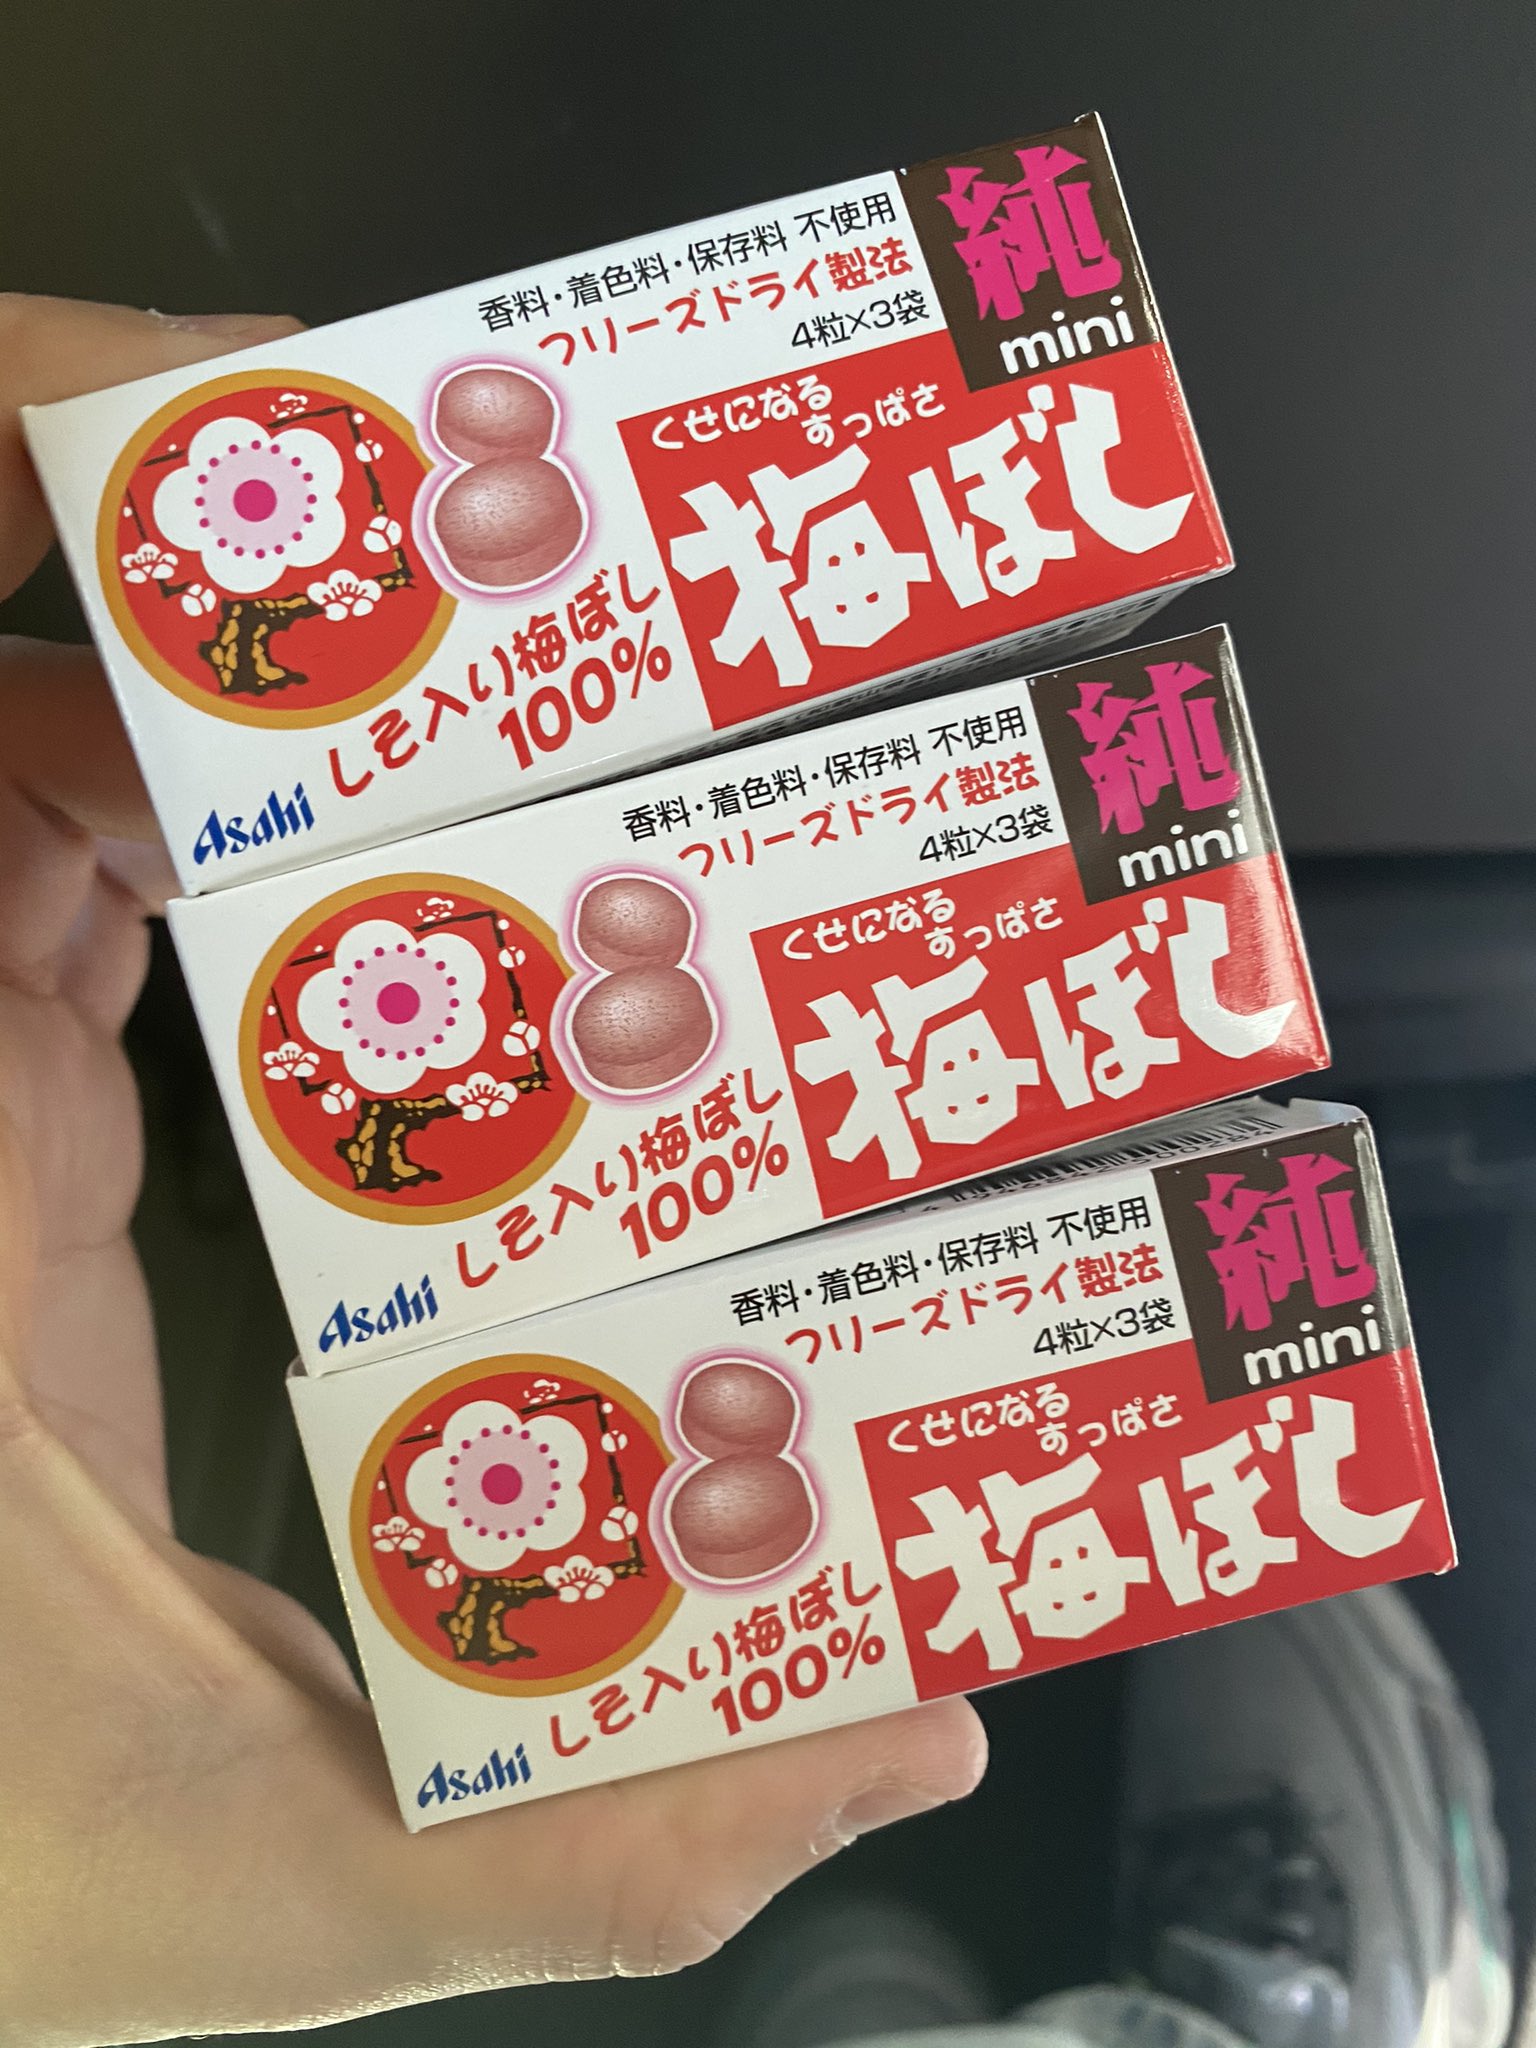 香料・着色料・保存料 不使用
フリーズドライ製法
4粒×3袋
純
mini
くせになる
すっぱさ
梅ぼし
しそ入り梅ぼし
100%
Asahi
香料・着色料・保存料 不使用
フリーズドライ製法
4粒×3袋
純
mini
くせになる
すっぱさ
梅ぼし
しそ入り梅ぼし
100%
Asahi
香料・着色料・保存料 不使用
フリーズドライ製法
4粒×3袋
純
mini
くせになる
すっぱさ
梅ぼし
しそ入り梅ぼし
100%
Asahi